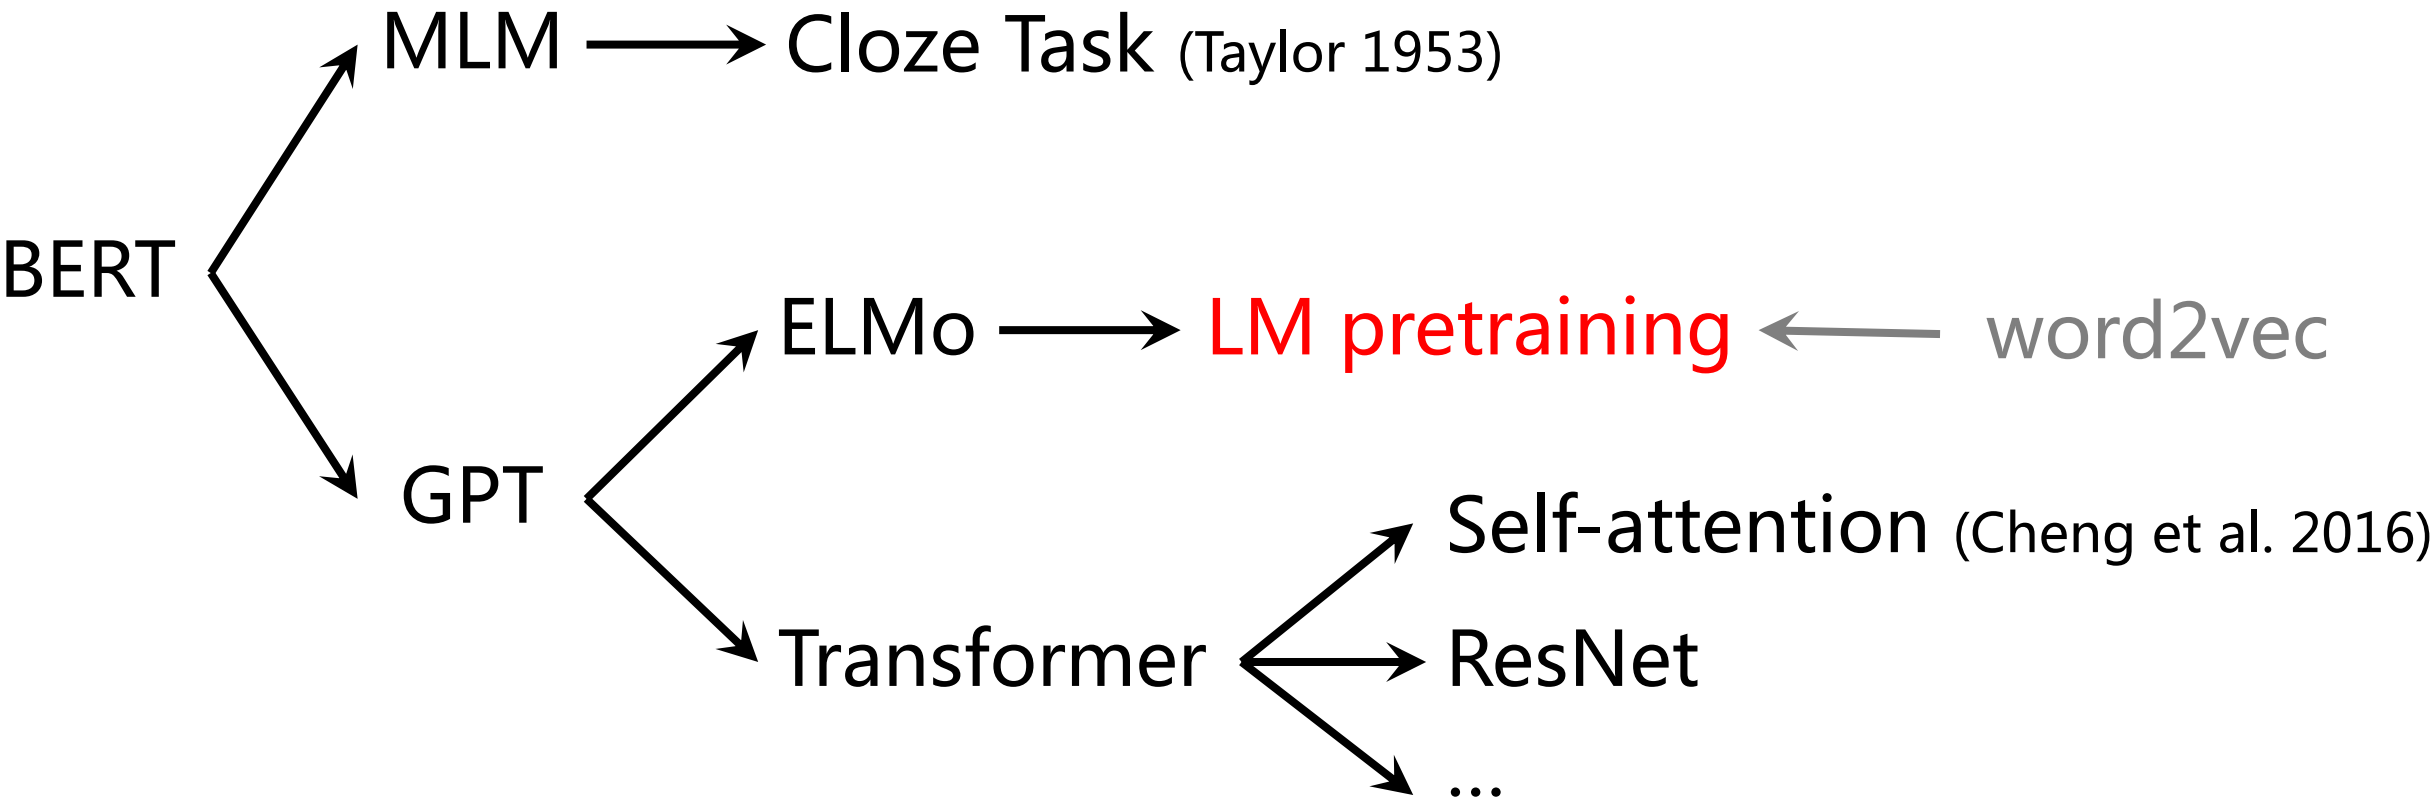 MLM
Cloze Task (Taylor 1953)
BERT
ELMo
LM pretraining
word2vec
GPT
Self-attention (Cheng et al. 2016)
Transformer
ResNet
...